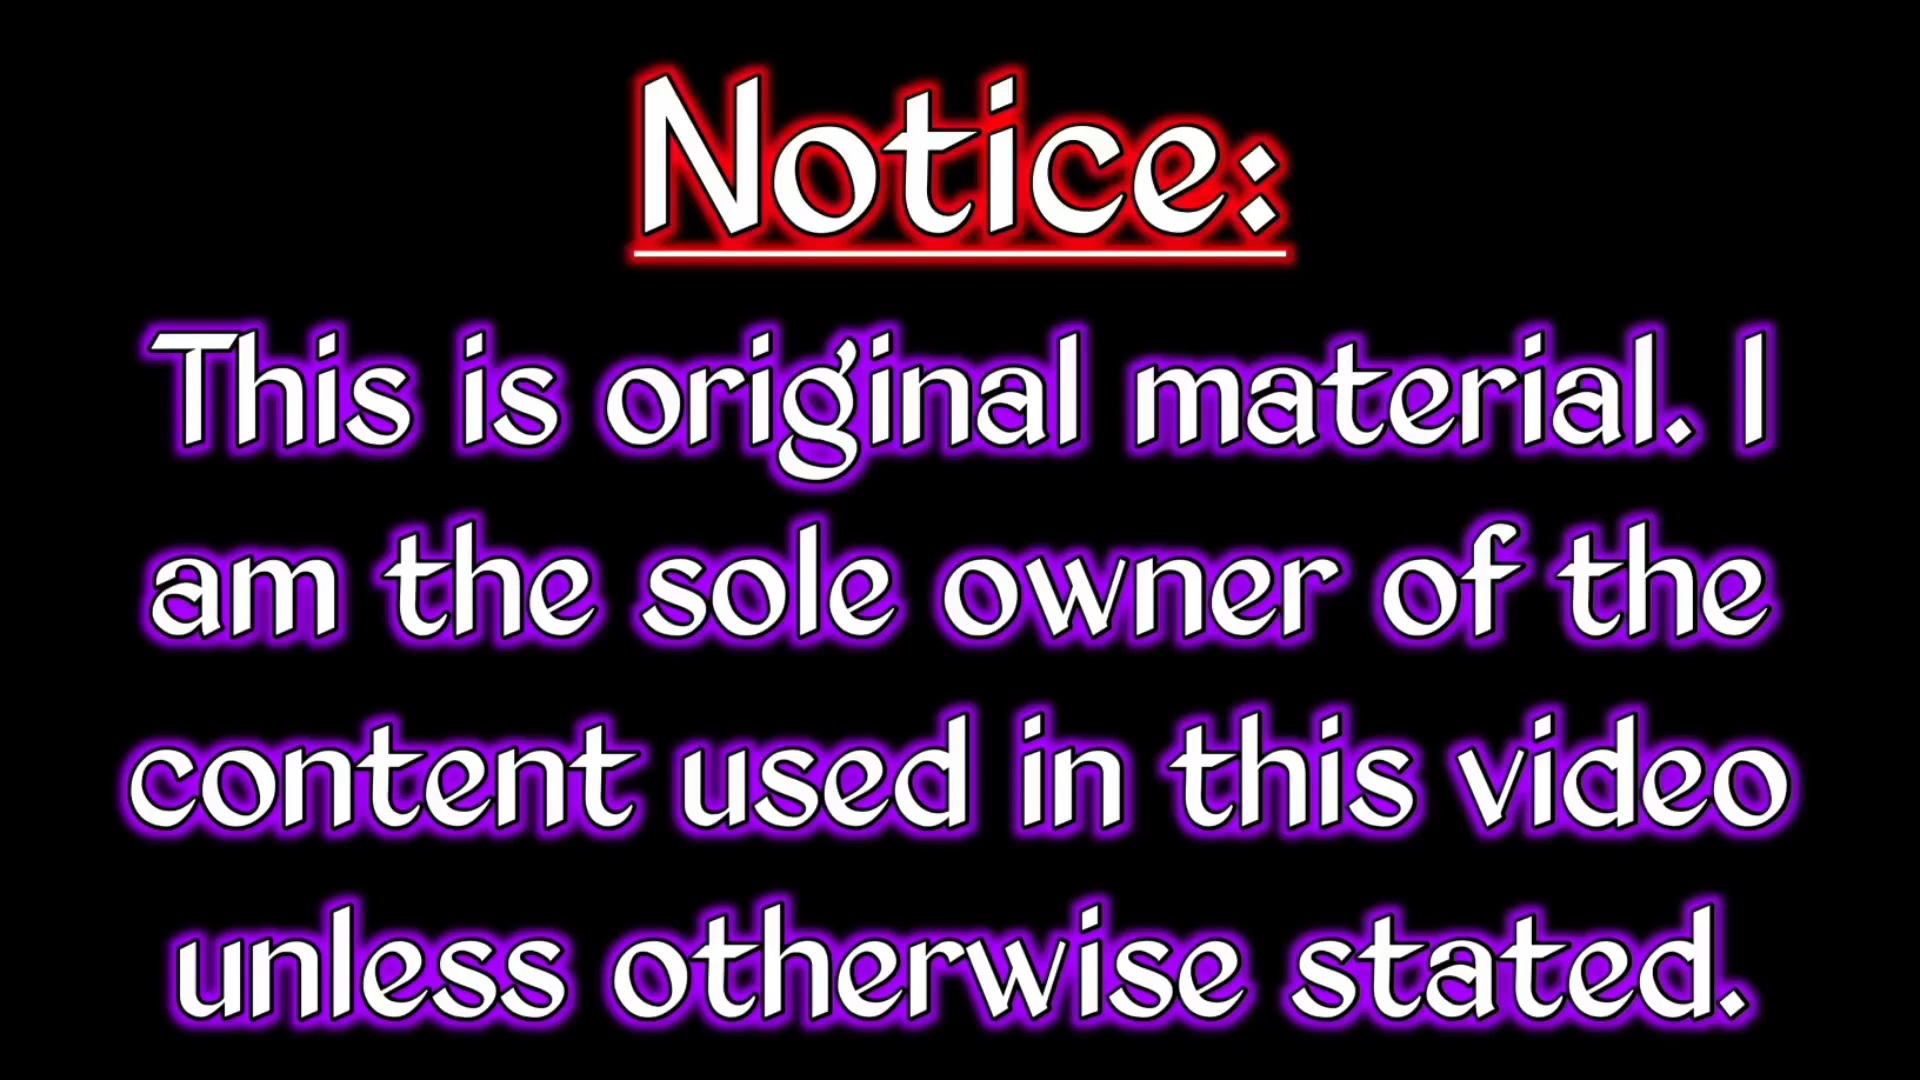 Notice:
This is original material. I
am the sole owner of the
content used in this video
unless otherwise stated.